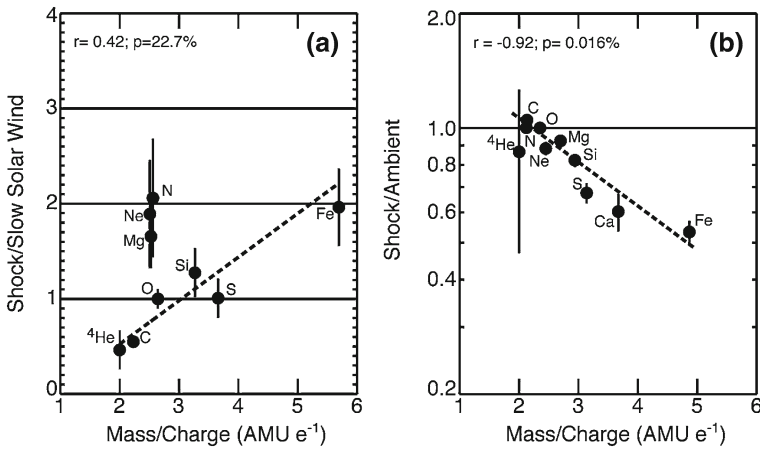 4
3
2
1
0
Shock/Slow Solar Wind
r= 0.42; p=22.7%
(a)
N
Ne
Mg
Fe
Si
O
S
⁴He
C
1
2
3
4
5
6
Mass/Charge (AMU e⁻¹)
2.0
1.0
0.8
0.6
0.4
0.2
Shock/Ambient
r = -0.92; p= 0.016%
(b)
C
O
⁴He
N
Mg
Ne
Si
S
Ca
Fe
1
2
3
4
5
6
Mass/Charge (AMU e⁻¹)